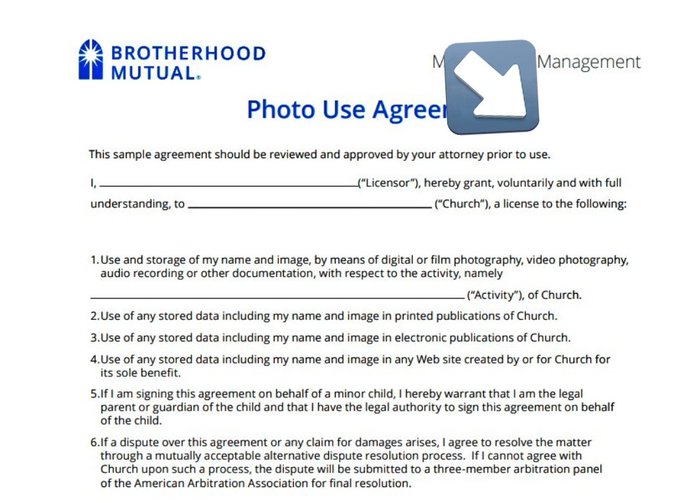 BROTHERHOOD
MUTUAL®
Management
Photo Use
This sample agreement should be reviewed and approved by your attorney prior to use.
I, ______________________________(“Licensor”), hereby grant, voluntarily and with full
understanding, to ______________________________ (“Church”), a license to the following:
1.Use and storage of my name and image, by means of digital or film photography, video photography,
audio recording or other documentation, with respect to the activity, namely
______________________________ (“Activity”), of Church.
2.Use of any stored data including my name and image in printed publications of Church.
3.Use of any stored data including my name and image in electronic publications of Church.
4.Use of any stored data including my name and image in any Web site created by or for Church for
its sole benefit.
5.If I am signing this agreement on behalf of a minor child, I hereby warrant that I am the legal
parent or guardian of the child and that I have the legal authority to sign this agreement on behalf
of the child.
6.If a dispute over this agreement or any claim for damages arises, I agree to resolve the matter
through a mutually acceptable alternative dispute resolution process.  If I cannot agree with
Church upon such a process, the dispute will be submitted to a three-member arbitration panel
of the American Arbitration Association for final resolution.